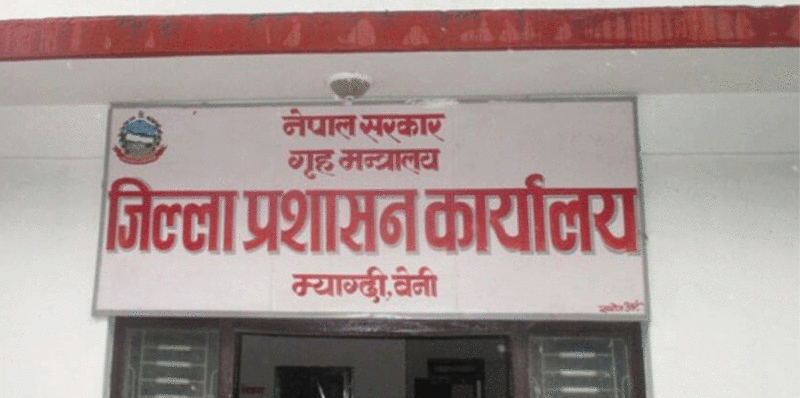 नेपाल सरकार
गृह मन्त्रालय
जिल्ला प्रशासन कार्यालय
म्याग्दी, वेनी